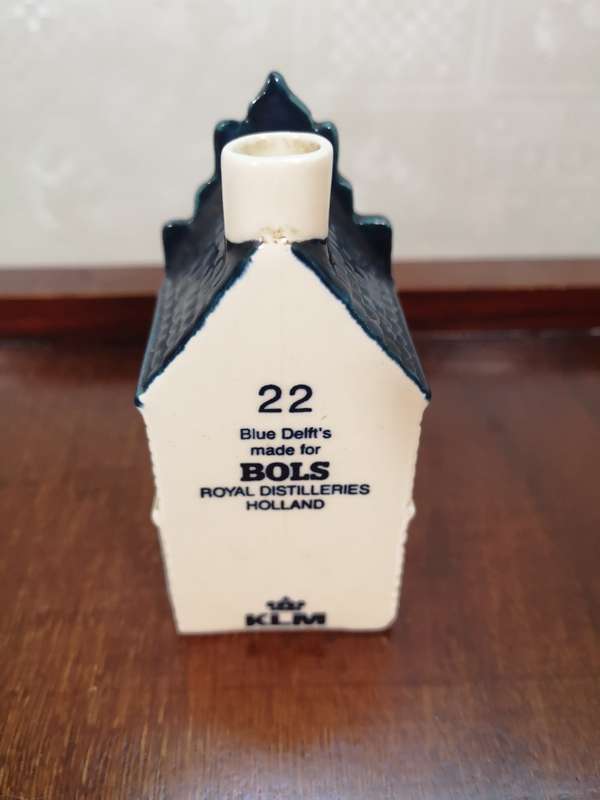 22
Blue Delft's
made for
BOLS
ROYAL DISTILLERIES
HOLLAND
KLM